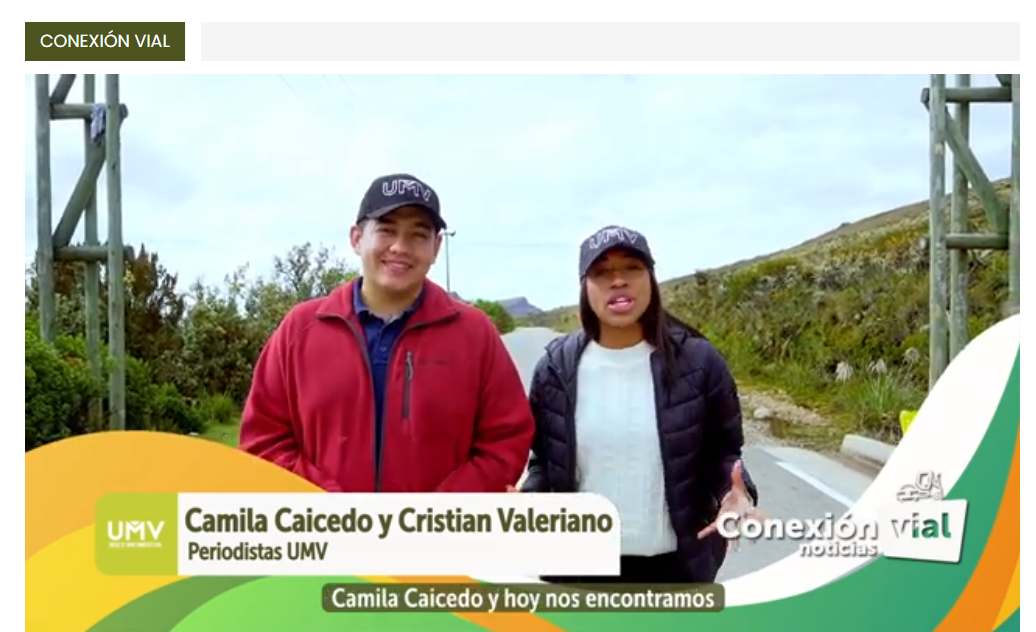 CONEXIÓN VIAL
UMV
UMV
UMV
Camila Caicedo y Cristian Valeriano
Periodistas UMV
Conexión vial
noticias
Camila Caicedo y hoy nos encontramos